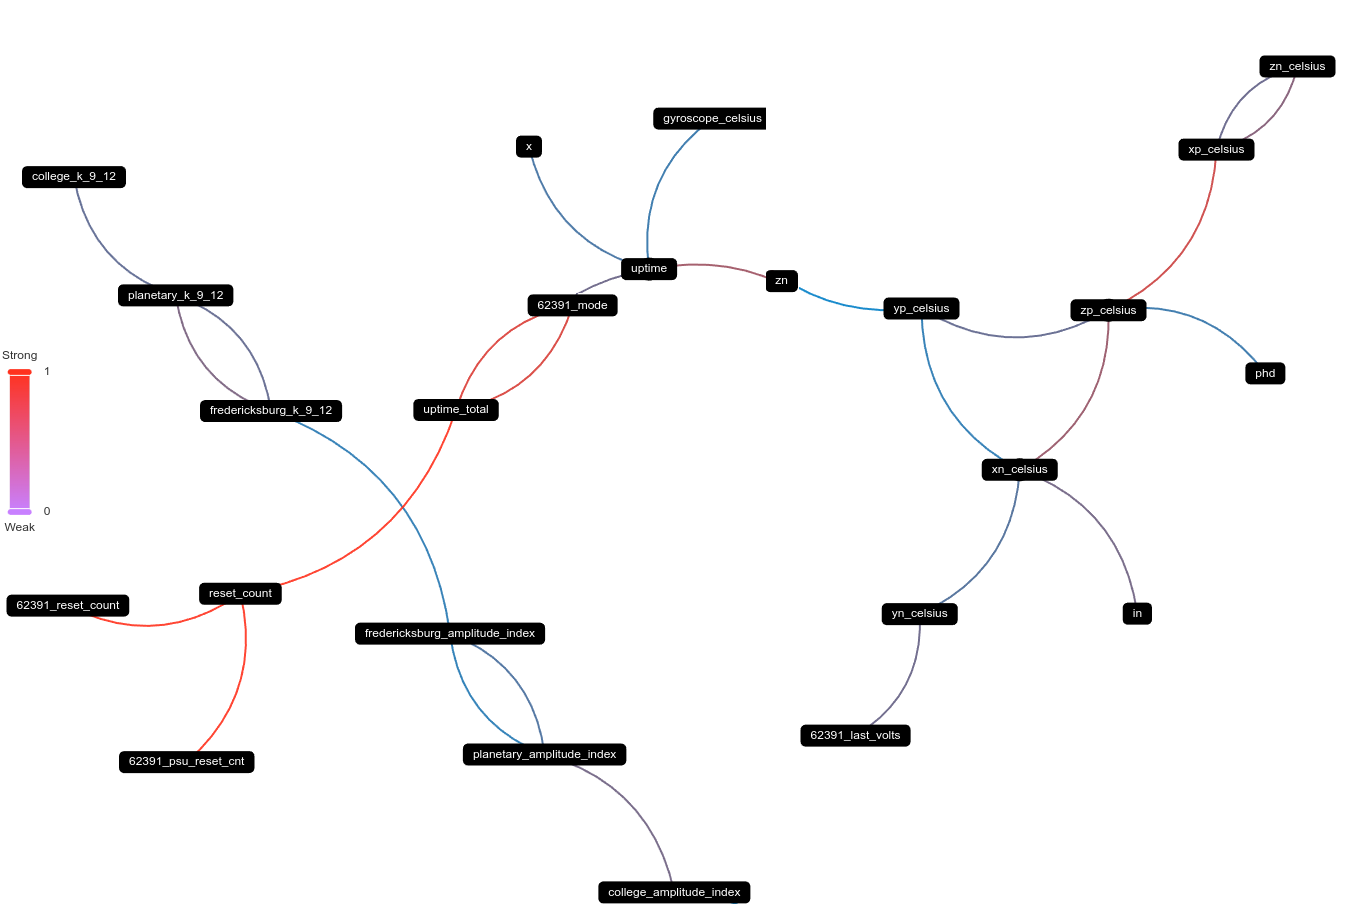 zn_celsius
gyroscope_celsius
x
xp_celsius
college_k_9_12
uptime
zn
planetary_k_9_12
62391_mode
yp_celsius
zp_celsius
Strong
1
phd
fredericksburg_k_9_12
uptime_total
xn_celsius
0
Weak
reset_count
62391_reset_count
yn_celsius
in
fredericksburg_amplitude_index
62391_last_volts
planetary_amplitude_index
62391_psu_reset_cnt
college_amplitude_index